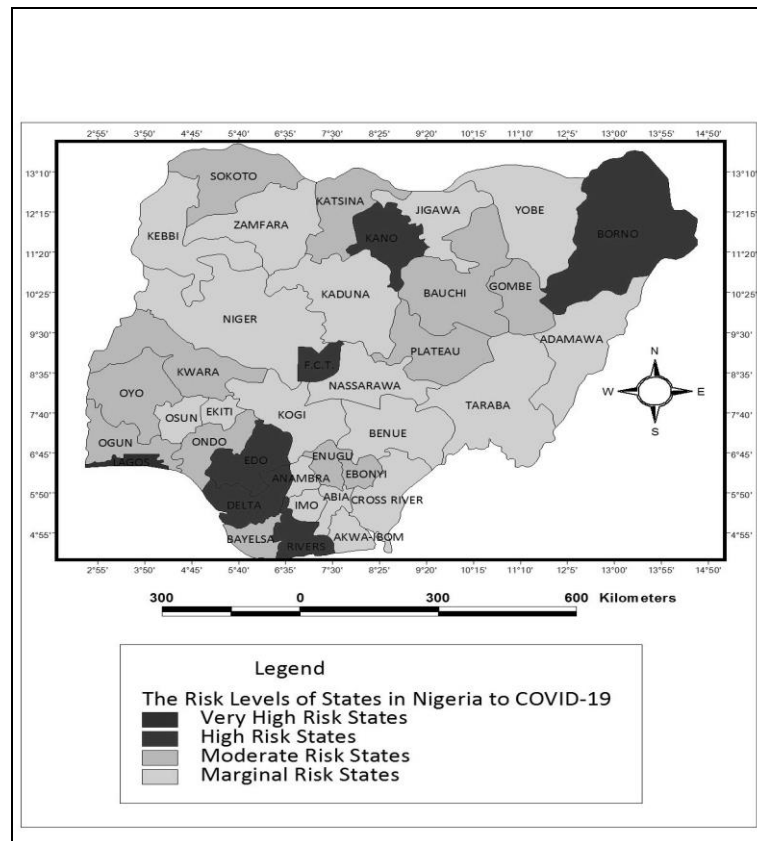 2°55' 3°50' 4°45' 5°40' 6°35' 7°30' 8°25' 9°20' 10°15' 11°10' 12°5' 13°00' 13°55' 14°50'
13°10' 13°10'
SOKOTO
KATSINA
12°15' JIGAWA YOBE 12°15'
ZAMFARA
KEBBI KANO BORNO
11°20' 11°20'
10°25' KADUNA BAUCHI GOMBE 10°25'
NIGER
9°30' ADAMAWA 9°30'
PLATEAU N
F.C.T.
8°35' KWARA 8°35'
OYO NASSARAWA W E
TARABA
7°40' OSUN EKITI KOGI 7°40'
BENUE S
OGUN ONDO
6°45' LAGOS EDO ENUGU 6°45'
ANAMBRA EBONYI
5°50' DELTA IMO ABIA CROSS RIVER 5°50'
4°55' BAYELSA RIVERS AKWA-IBOM 4°55'
2°55' 3°50' 4°45' 5°40' 6°35' 7°30' 8°25' 9°20' 10°15' 11°10' 12°5' 13°00' 13°55' 14°50'
300 0 300 600 Kilometers
Legend
The Risk Levels of States in Nigeria to COVID-19
Very High Risk States
High Risk States
Moderate Risk States
Marginal Risk States